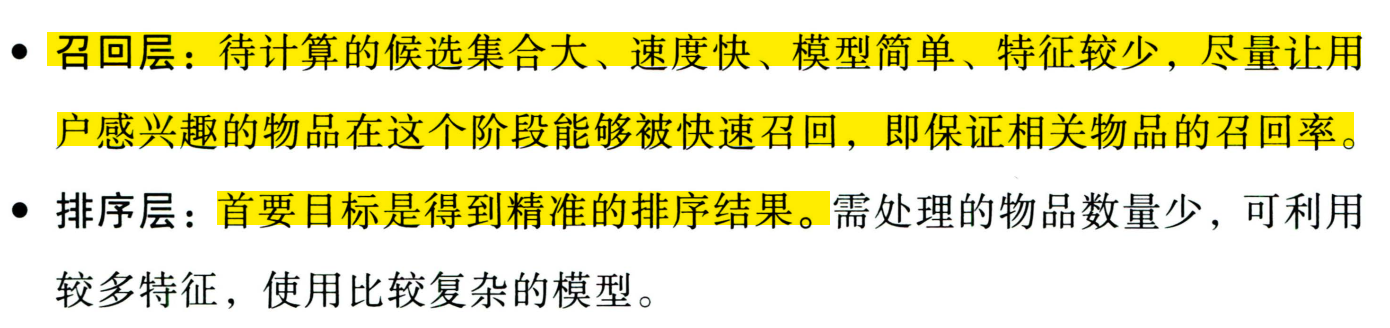 • 召回层：待计算的候选集合大、速度快、模型简单、特征较少，尽量让用
户感兴趣的物品在这个阶段能够被快速召回，即保证相关物品的召回率。
• 排序层：首要目标是得到精准的排序结果。需处理的物品数量少，可利用
较多特征，使用比较复杂的模型。